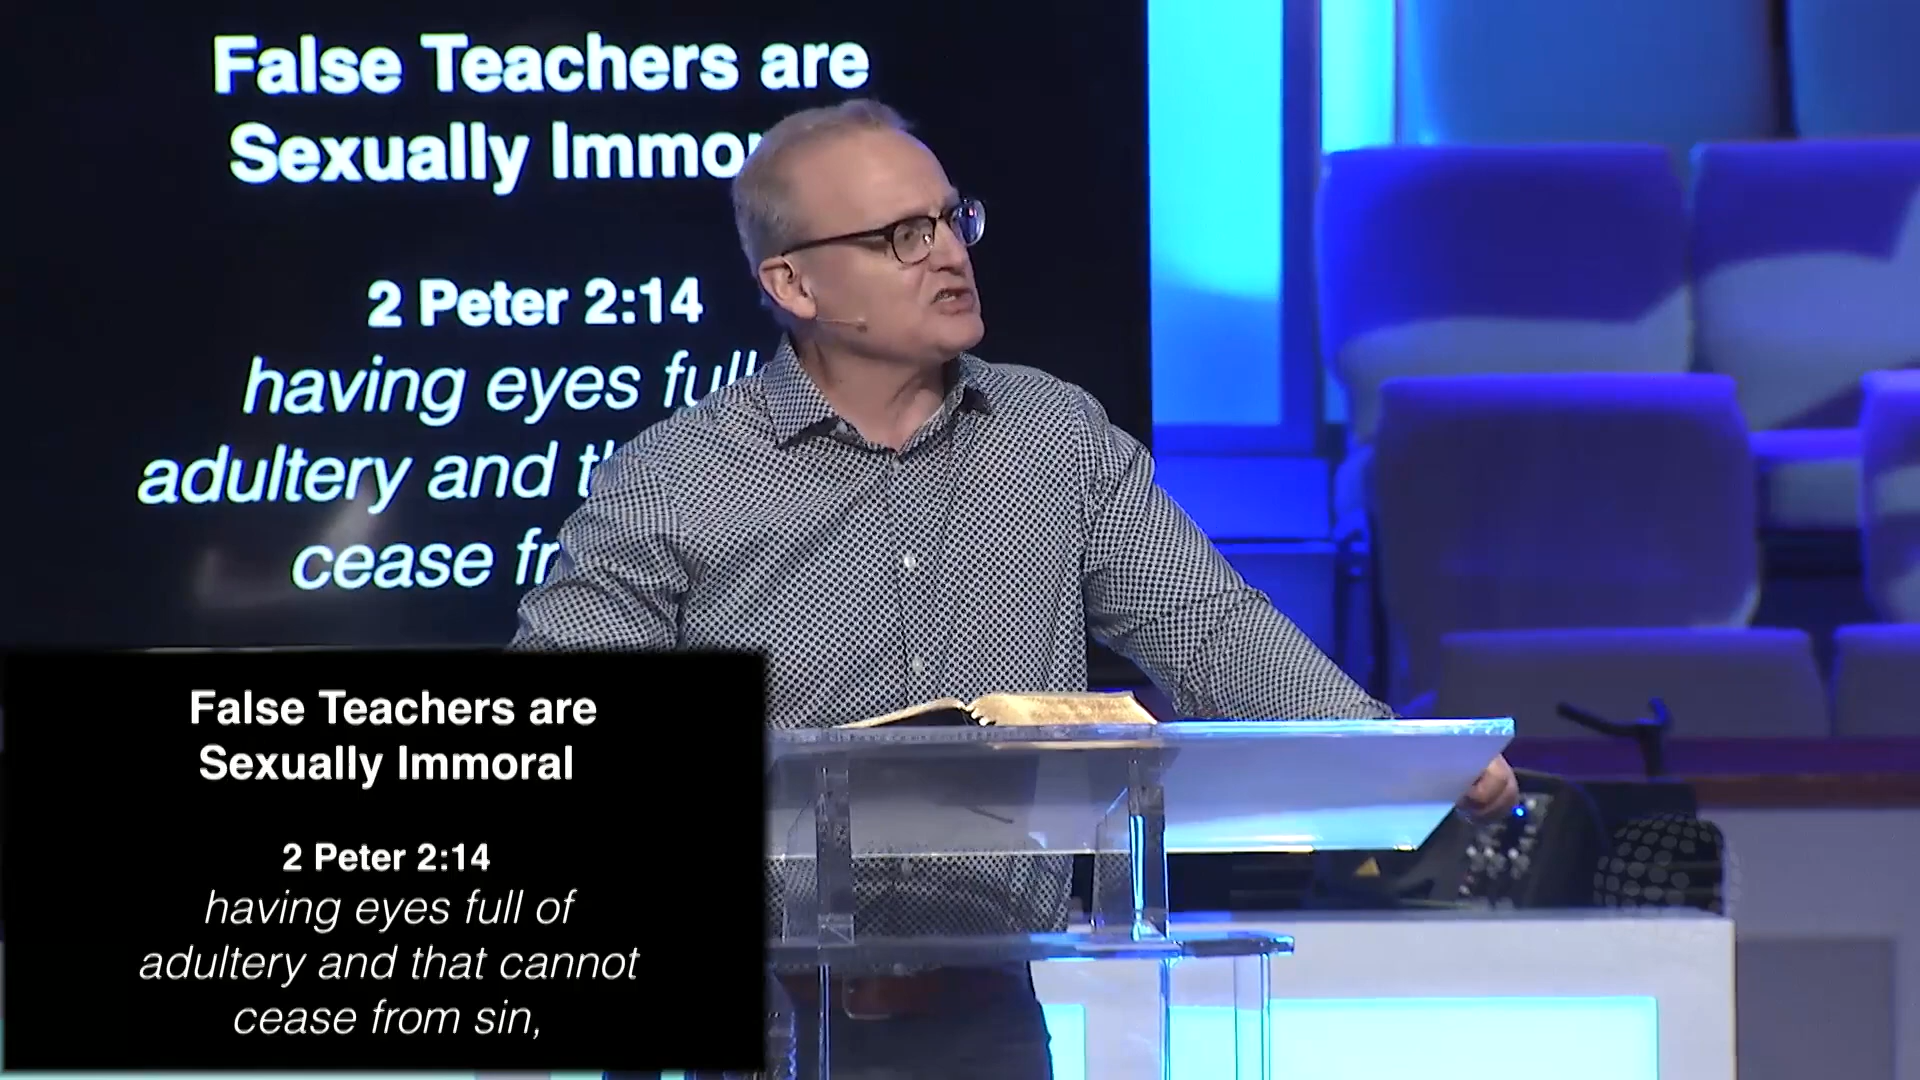 False Teachers are
Sexually
2 Peter 2:14
having eyes full
adultery and
cease
False Teachers are
Sexually Immoral
2 Peter 2:14
having eyes full of
adultery and that cannot
cease from sin,